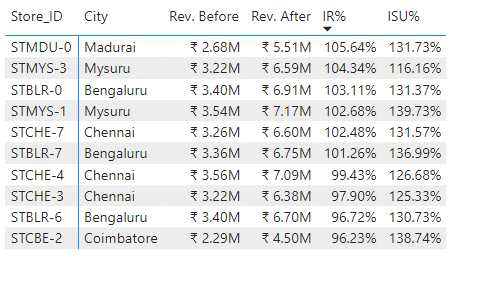 Store_ID City Rev. Before Rev. After IR% ISU%
STMDU-0 Madurai ₹ 2.68M ₹ 5.51M 105.64% 131.73%
STMYS-3 Mysuru ₹ 3.22M ₹ 6.59M 104.34% 116.16%
STBLR-0 Bengaluru ₹ 3.40M ₹ 6.91M 103.11% 131.37%
STMYS-1 Mysuru ₹ 3.54M ₹ 7.17M 102.68% 139.73%
STCHE-7 Chennai ₹ 3.26M ₹ 6.60M 102.48% 131.57%
STBLR-7 Bengaluru ₹ 3.36M ₹ 6.75M 101.26% 136.99%
STCHE-4 Chennai ₹ 3.56M ₹ 7.09M 99.43% 126.68%
STCHE-3 Chennai ₹ 3.22M ₹ 6.38M 97.90% 125.33%
STBLR-6 Bengaluru ₹ 3.40M ₹ 6.70M 96.72% 130.73%
STCBE-2 Coimbatore ₹ 2.29M ₹ 4.50M 96.23% 138.74%